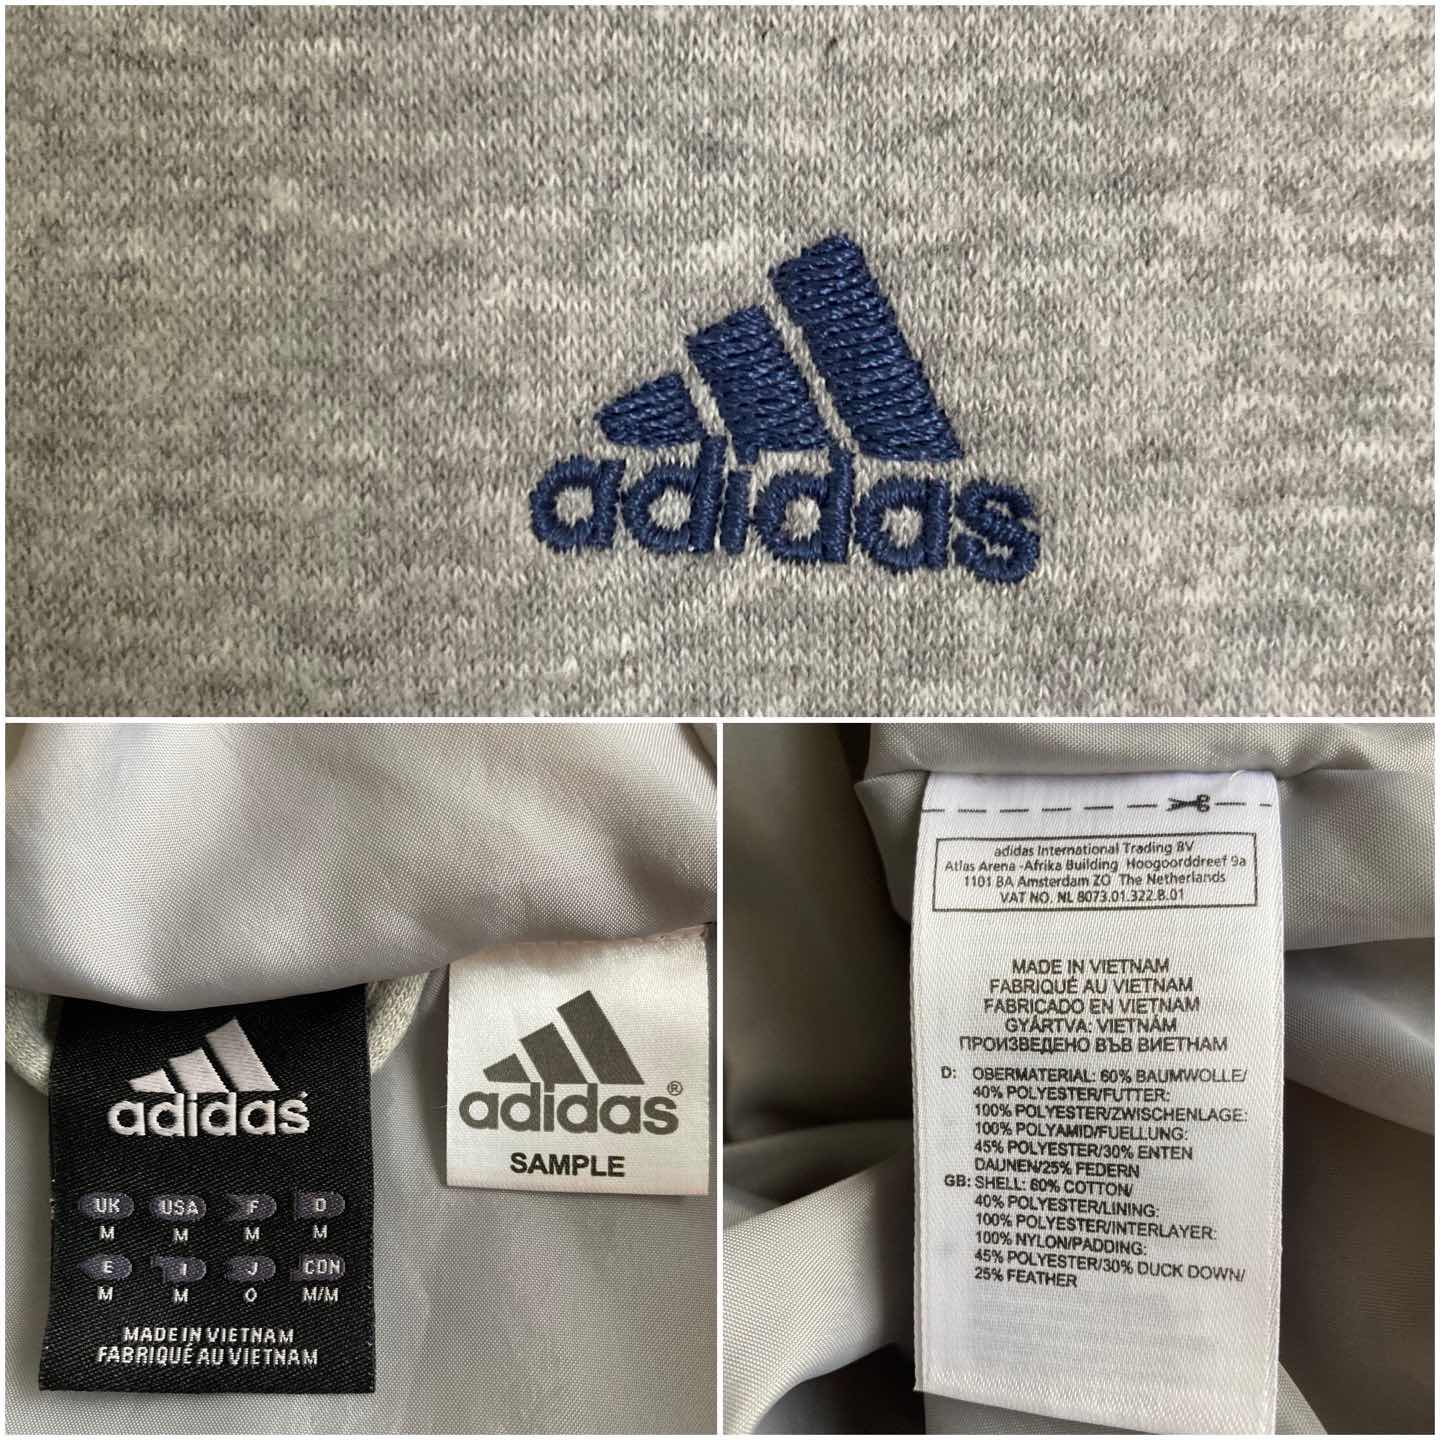 adidas
adidas
UK USA F D
M M M M
E I J CDN
M M O M/M
MADE IN VIETNAM
FABRIQUÉ AU VIETNAM
adidas®
SAMPLE
adidas International Trading BV
Atlas Arena -Afrika Building Hoogoorddreef 9a
1101 BA Amsterdam ZO The Netherlands
VAT NO. NL 8073.01.322.B.01
MADE IN VIETNAM
FABRIQUÉ AU VIETNAM
FABRICADO EN VIETNAM
GYÁRTVA: VIETNÁM
ПРОИЗВЕДЕНО ВЪВ ВИЕТНАМ
D: OBERMATERIAL: 60% BAUMWOLLE/
40% POLYESTER/FUTTER:
100% POLYESTER/ZWISCHENLAGE:
100% POLYAMID/FUELLUNG:
45% POLYESTER/30% ENTEN
DAUNEN/25% FEDERN
GB: SHELL: 60% COTTON/
40% POLYESTER/LINING:
100% POLYESTER/INTERLAYER:
100% NYLON/PADDING:
45% POLYESTER/30% DUCK DOWN/
25% FEATHER